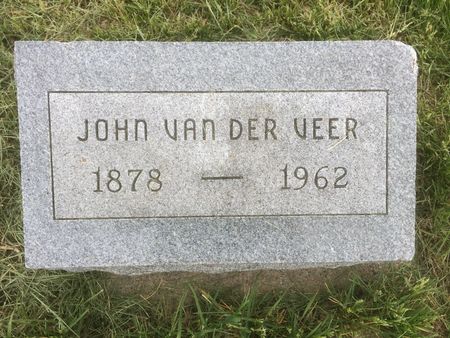 JOHN VAN DER VEER
1878 — 1962